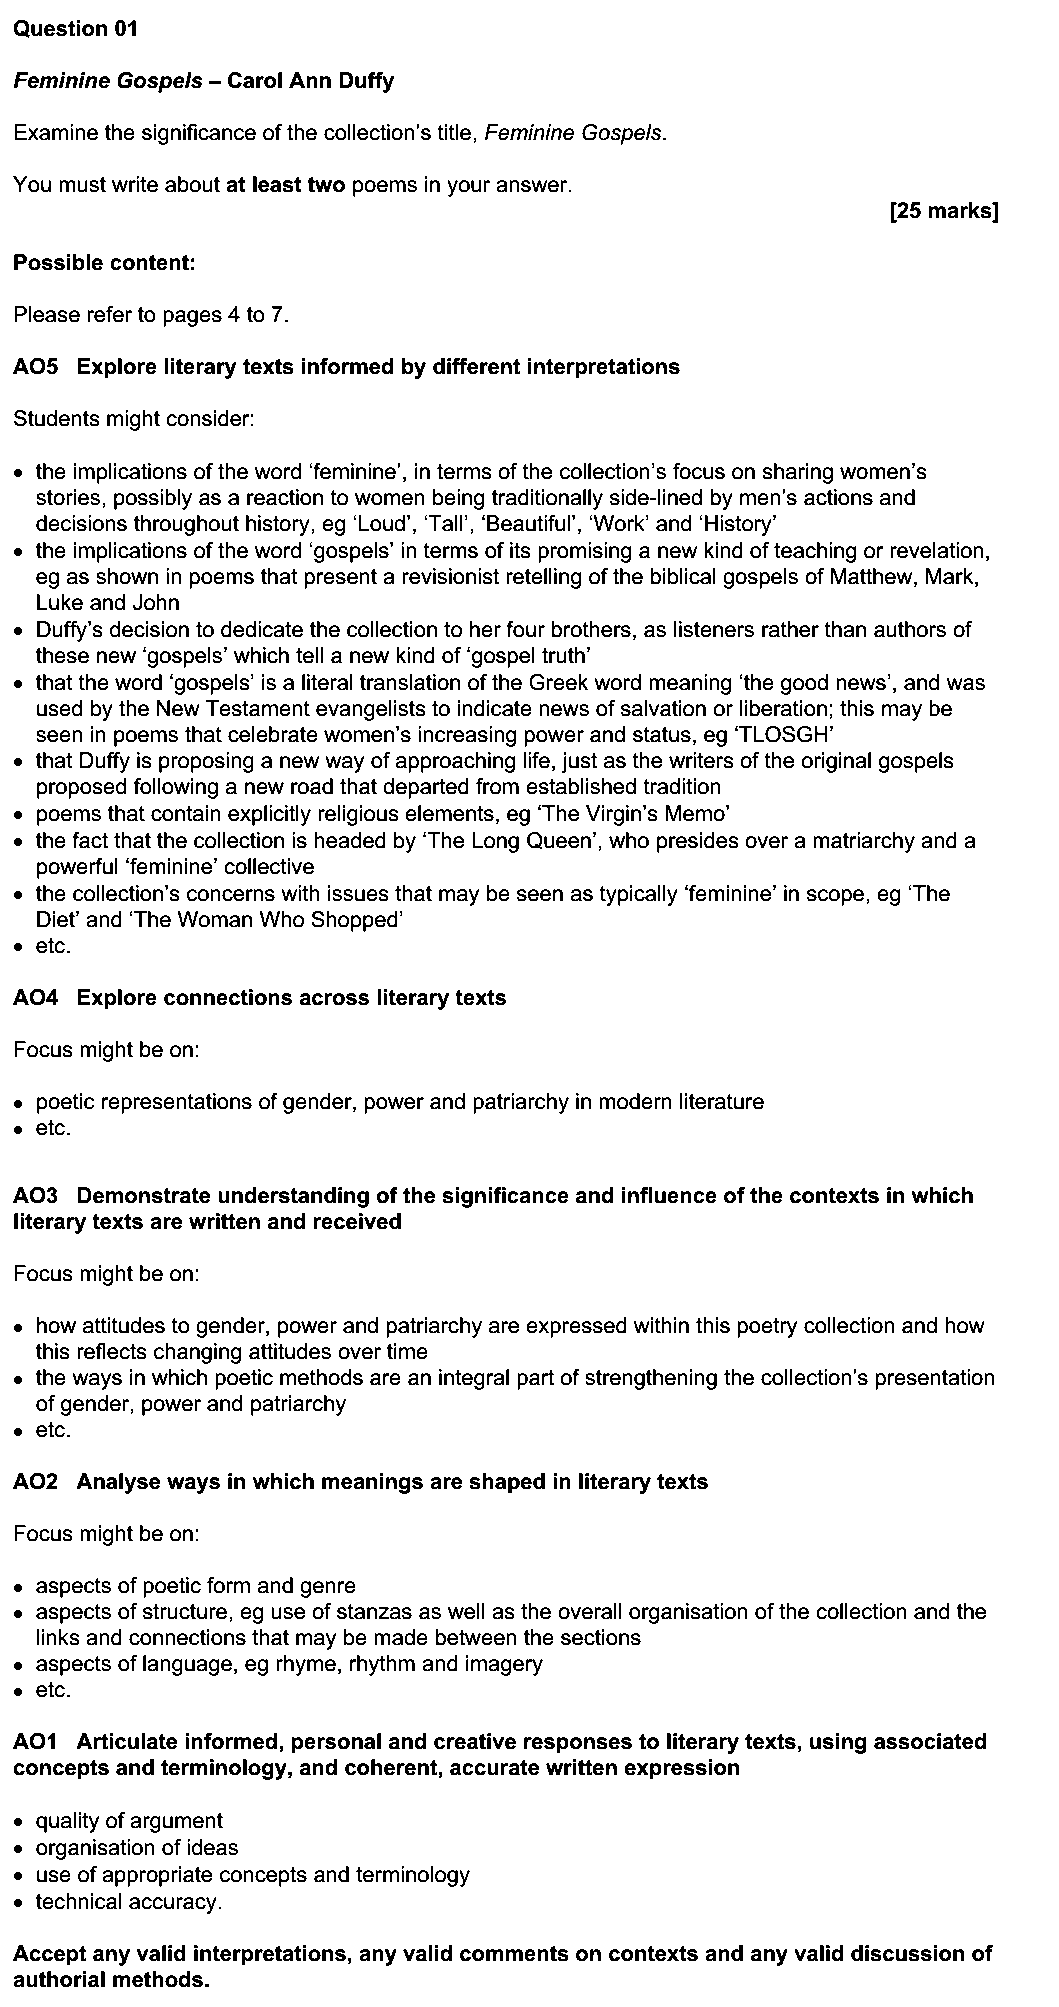 Question 01
Feminine Gospels – Carol Ann Duffy
Examine the significance of the collection's title, Feminine Gospels.
You must write about at least two poems in your answer.
[25 marks]
Possible content:
Please refer to pages 4 to 7.
AO5 Explore literary texts informed by different interpretations
Students might consider:
• the implications of the word 'feminine', in terms of the collection's focus on sharing women's
stories, possibly as a reaction to women being traditionally side-lined by men's actions and
decisions throughout history, eg 'Loud', 'Tall', 'Beautiful', 'Work' and 'History'
• the implications of the word 'gospels' in terms of its promising a new kind of teaching or revelation,
eg as shown in poems that present a revisionist retelling of the biblical gospels of Matthew, Mark,
Luke and John
• Duffy's decision to dedicate the collection to her four brothers, as listeners rather than authors of
these new 'gospels' which tell a new kind of 'gospel truth'
• that the word 'gospels' is a literal translation of the Greek word meaning 'the good news', and was
used by the New Testament evangelists to indicate news of salvation or liberation; this may be
seen in poems that celebrate women's increasing power and status, eg 'TLOSGH'
• that Duffy is proposing a new way of approaching life, just as the writers of the original gospels
proposed following a new road that departed from established tradition
• poems that contain explicitly religious elements, eg 'The Virgin's Memo'
• the fact that the collection is headed by 'The Long Queen', who presides over a matriarchy and a
powerful 'feminine' collective
• the collection's concerns with issues that may be seen as typically 'feminine' in scope, eg 'The
Diet' and 'The Woman Who Shopped'
• etc.
AO4 Explore connections across literary texts
Focus might be on:
• poetic representations of gender, power and patriarchy in modern literature
• etc.
AO3 Demonstrate understanding of the significance and influence of the contexts in which
literary texts are written and received
Focus might be on:
• how attitudes to gender, power and patriarchy are expressed within this poetry collection and how
this reflects changing attitudes over time
• the ways in which poetic methods are an integral part of strengthening the collection's presentation
of gender, power and patriarchy
• etc.
AO2 Analyse ways in which meanings are shaped in literary texts
Focus might be on:
• aspects of poetic form and genre
• aspects of structure, eg use of stanzas as well as the overall organisation of the collection and the
links and connections that may be made between the sections
• aspects of language, eg rhyme, rhythm and imagery
• etc.
AO1 Articulate informed, personal and creative responses to literary texts, using associated
concepts and terminology, and coherent, accurate written expression
• quality of argument
• organisation of ideas
• use of appropriate concepts and terminology
• technical accuracy.
Accept any valid interpretations, any valid comments on contexts and any valid discussion of
authorial methods.